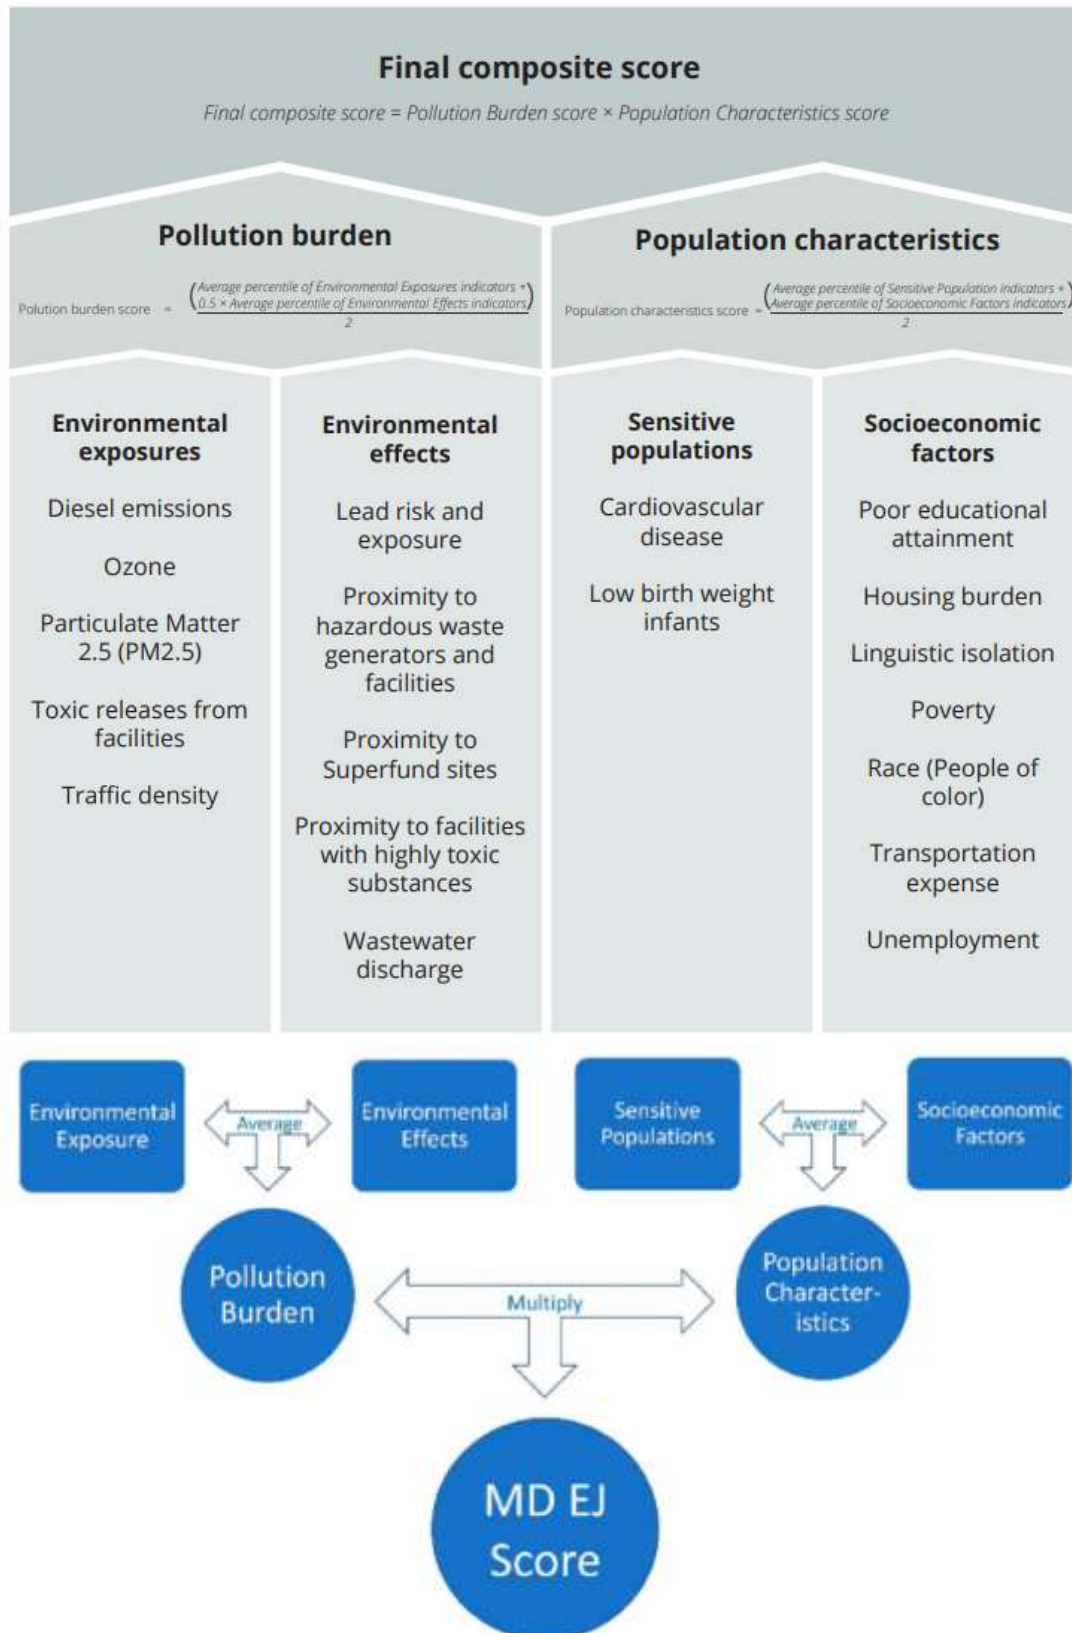 Final composite score
Final composite score = Pollution Burden score × Population Characteristics score
Pollution burden
Polution burden score = (Average percentile of Environmental Exposures indicators +
0.5 × Average percentile of Environmental Effects indicators)
2
Population characteristics
Population characteristics score = (Average percentile of Sensitive Population indicators +
Average percentile of Socioeconomic Factors indicators)
2
Environmental
exposures
Diesel emissions
Ozone
Particulate Matter
2.5 (PM2.5)
Toxic releases from
facilities
Traffic density
Environmental
effects
Lead risk and
exposure
Proximity to
hazardous waste
generators and
facilities
Proximity to
Superfund sites
Proximity to facilities
with highly toxic
substances
Wastewater
discharge
Sensitive
populations
Cardiovascular
disease
Low birth weight
infants
Socioeconomic
factors
Poor educational
attainment
Housing burden
Linguistic isolation
Poverty
Race (People of
color)
Transportation
expense
Unemployment
Environmental
Exposure
Average
Environmental
Effects
Sensitive
Populations
Average
Socioeconomic
Factors
Pollution
Burden
Multiply
Population
Character-
istics
MD EJ
Score